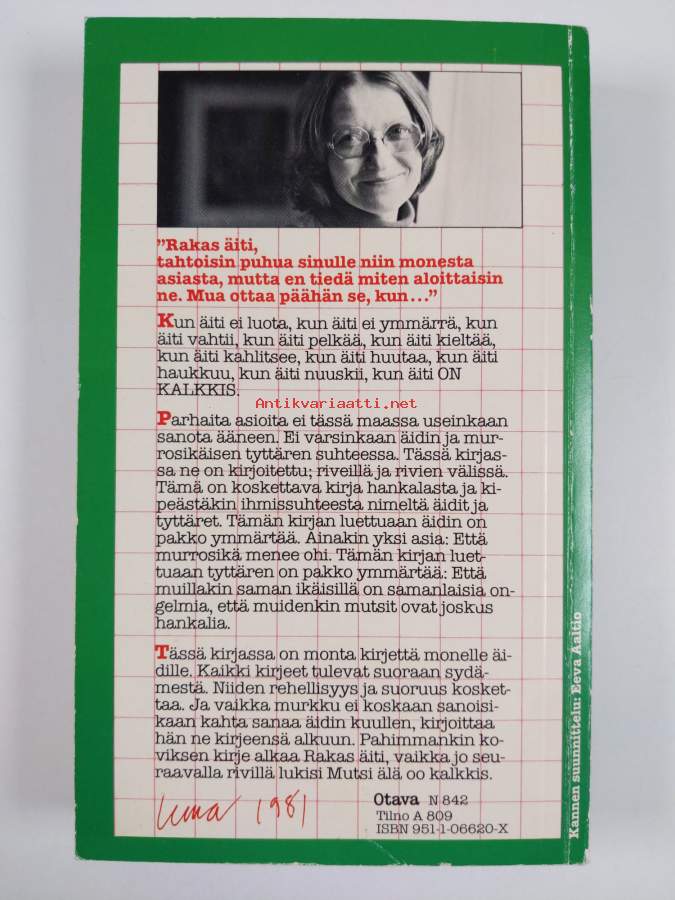 ”Rakas äiti,
tahtoisin puhua sinulle niin monesta
asiasta, mutta en tiedä miten aloittaisin
ne. Mua ottaa päähän se, kun...”
Kun äiti ei luota, kun äiti ei ymmärrä, kun
äiti vahtii, kun äiti pelkää, kun äiti kieltää,
kun äiti kahlitsee, kun äiti huutaa, kun äiti
haukkuu, kun äiti nuuskii, kun äiti ON
KALKKIS.
Antikvariaatti.net
Parhaita asioita ei tässä maassa useinkaan
sanota ääneen. Ei varsinkaan äidin ja mur-
rosikäisen tyttären suhteessa. Tässä kirjas-
sa ne on kirjoitettu; riveillä ja rivien välissä.
Tämä on koskettava kirja hankalasta ja ki-
peästäkin ihmissuhteesta nimeltä äidit ja
tyttäret. Tämän kirjan luettuaan äidin on
pakko ymmärtää. Ainakin yksi asia: Että
murrosikä menee ohi. Tämän kirjan luet-
tuaan tyttären on pakko ymmärtää: Että
muillakin saman ikäisillä on samanlaisia on-
gelmia, että muidenkin mutsit ovat joskus
hankalia.
Tässä kirjassa on monta kirjettä monelle äi-
dille. Kaikki kirjeet tulevat suoraan sydä-
mestä. Niiden rehellisyys ja suoruus kosket-
taa. Ja vaikka murkku ei koskaan sanoisi-
kaan kahta sanaa äidin kuullen, kirjoittaa
hän ne kirjeensä alkuun. Pahimmankin ko-
viksen kirje alkaa Rakas äiti, vaikka jo seu-
raavalla rivillä lukisi Mutsi älä oo kalkkis.
1981
Otava N 842
Tilno A 809
ISBN 951-1-06620-X
Kannen suunnittelu: Eeva Aaltio